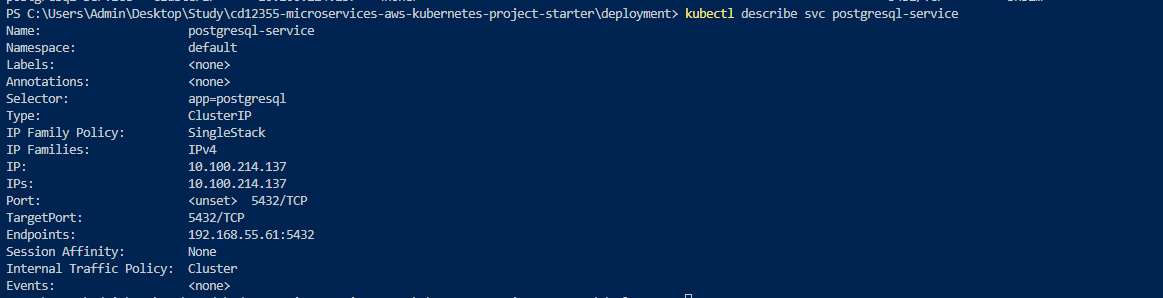 PS C:\Users\Admin\Desktop\Study\cd12355-microservices-aws-kubernetes-project-starter\deployment> kubectl describe svc postgresql-service
Name:                     postgresql-service
Namespace:                default
Labels:                   <none>
Annotations:              <none>
Selector:                 app=postgresql
Type:                     ClusterIP
IP Family Policy:         SingleStack
IP Families:              IPv4
IP:                       10.100.214.137
IPs:                      10.100.214.137
Port:                     <unset>  5432/TCP
TargetPort:               5432/TCP
Endpoints:                192.168.55.61:5432
Session Affinity:         None
Internal Traffic Policy:  Cluster
Events:                   <none>